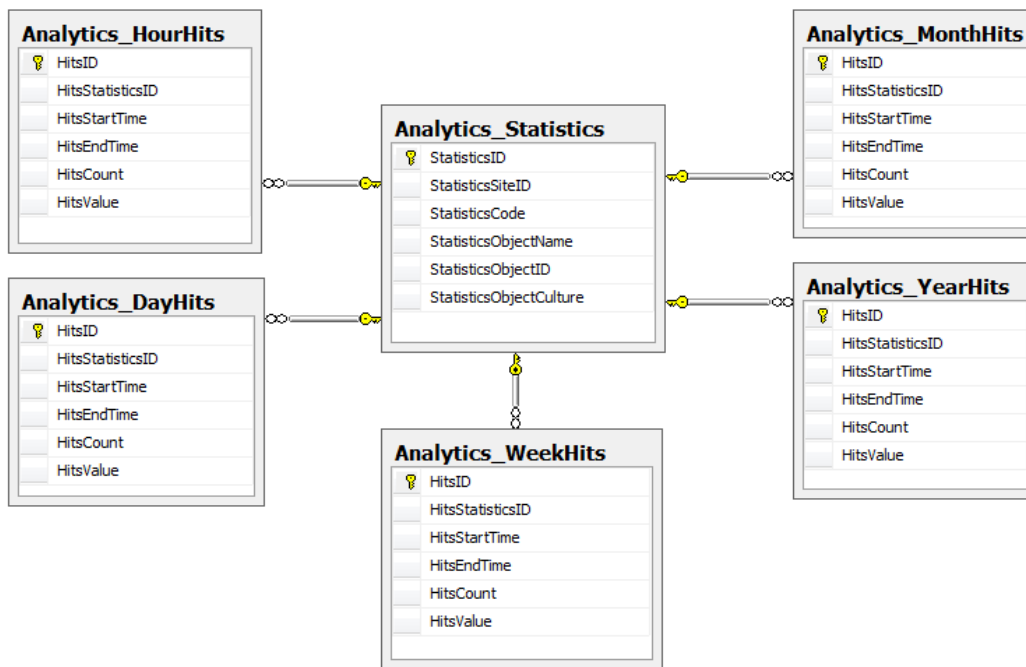 Analytics_HourHits
HitsID
HitsStatisticsID
HitsStartTime
HitsEndTime
HitsCount
HitsValue
Analytics_MonthHits
HitsID
HitsStatisticsID
HitsStartTime
HitsEndTime
HitsCount
HitsValue
Analytics_Statistics
StatisticsID
StatisticsSiteID
StatisticsCode
StatisticsObjectName
StatisticsObjectID
StatisticsObjectCulture
Analytics_DayHits
HitsID
HitsStatisticsID
HitsStartTime
HitsEndTime
HitsCount
HitsValue
Analytics_YearHits
HitsID
HitsStatisticsID
HitsStartTime
HitsEndTime
HitsCount
HitsValue
Analytics_WeekHits
HitsID
HitsStatisticsID
HitsStartTime
HitsEndTime
HitsCount
HitsValue